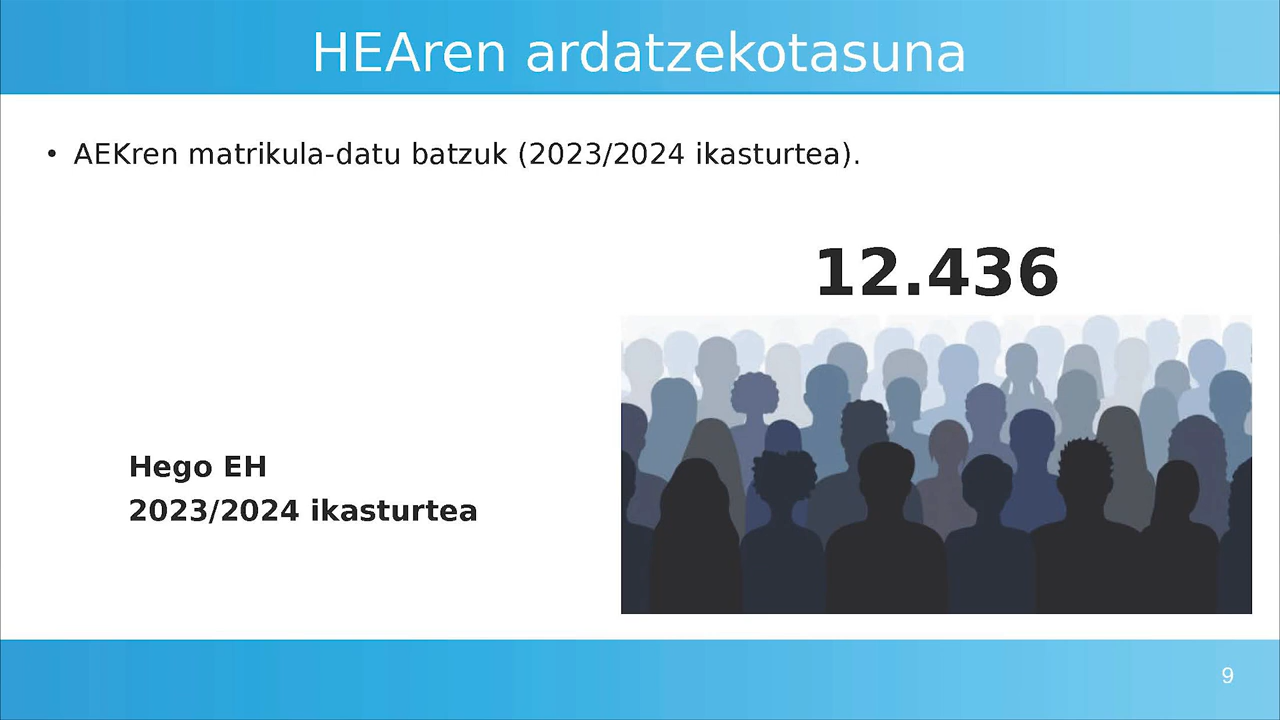 HEAren ardatzekotasuna
• AEKren matrikula-datu batzuk (2023/2024 ikasturtea).
12.436
Hego EH
2023/2024 ikasturtea
9